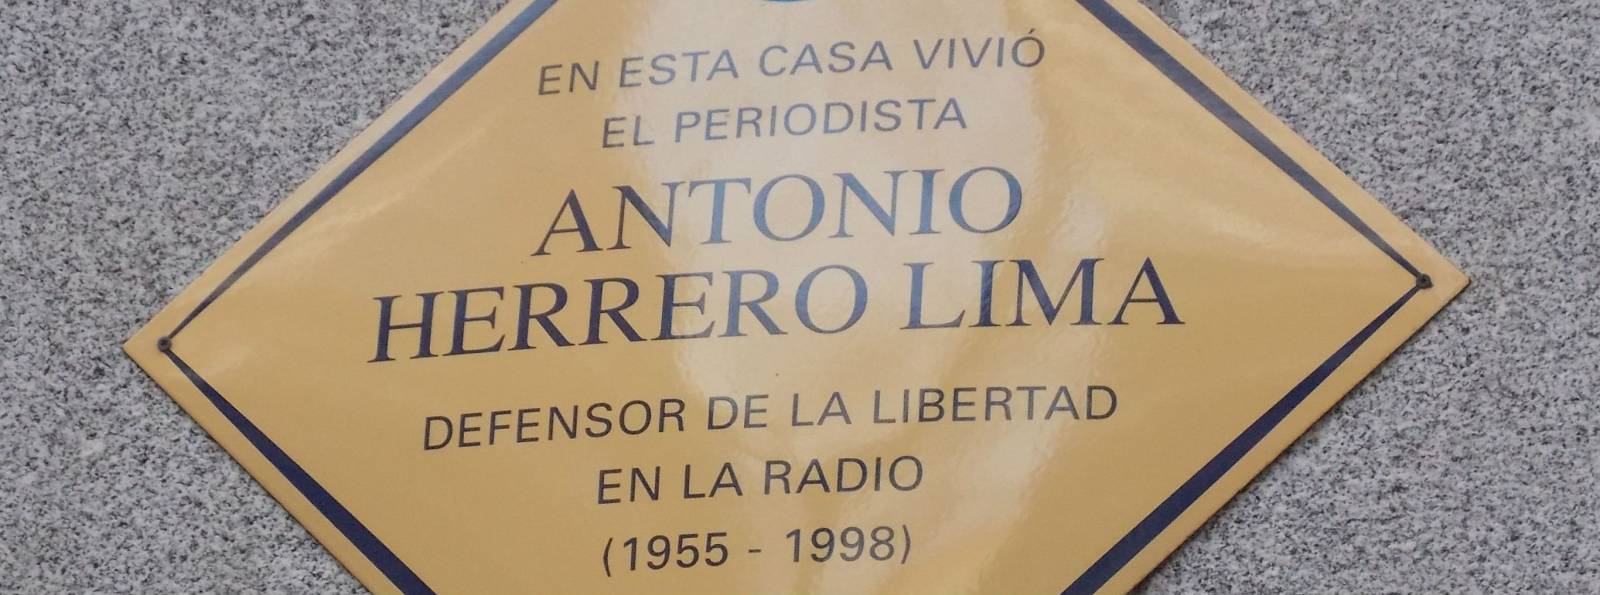 EN ESTA CASA VIVIÓ
EL PERIODISTA
ANTONIO
HERRERO LIMA
DEFENSOR DE LA LIBERTAD
EN LA RADIO
(1955 - 1998)